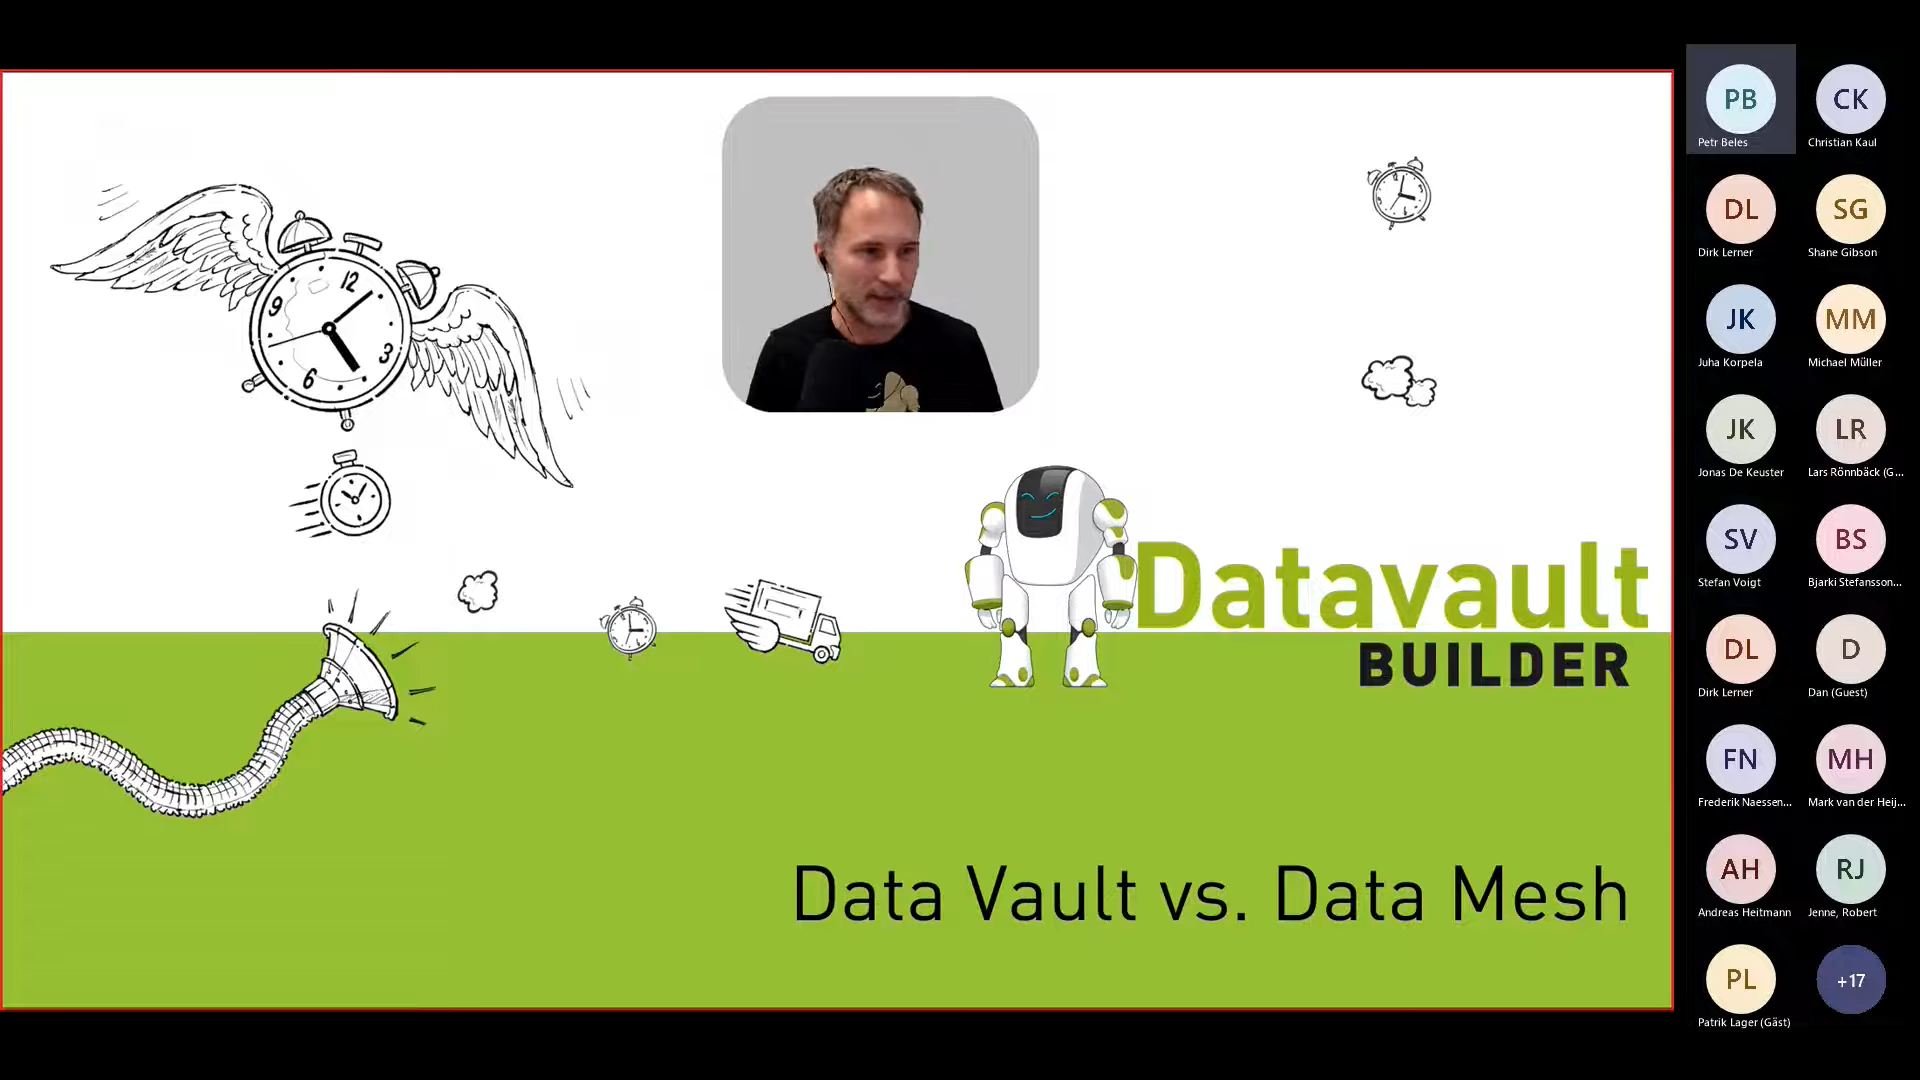 12
9
3
6
Datavault
BUILDER
Data Vault vs. Data Mesh
PB
Petr Beles
CK
Christian Kaul
DL
Dirk Lerner
SG
Shane Gibson
JK
Juha Korpela
MM
Michael Müller
JK
Jonas De Keuster
LR
Lars Rönnbäck (G...
SV
Stefan Voigt
BS
Bjarki Stefansson...
DL
Dirk Lerner
D
Dan (Guest)
FN
Frederik Naessen...
MH
Mark van der Heij...
AH
Andreas Heitmann
RJ
Jenne, Robert
PL
Patrik Lager (Gäst)
+17